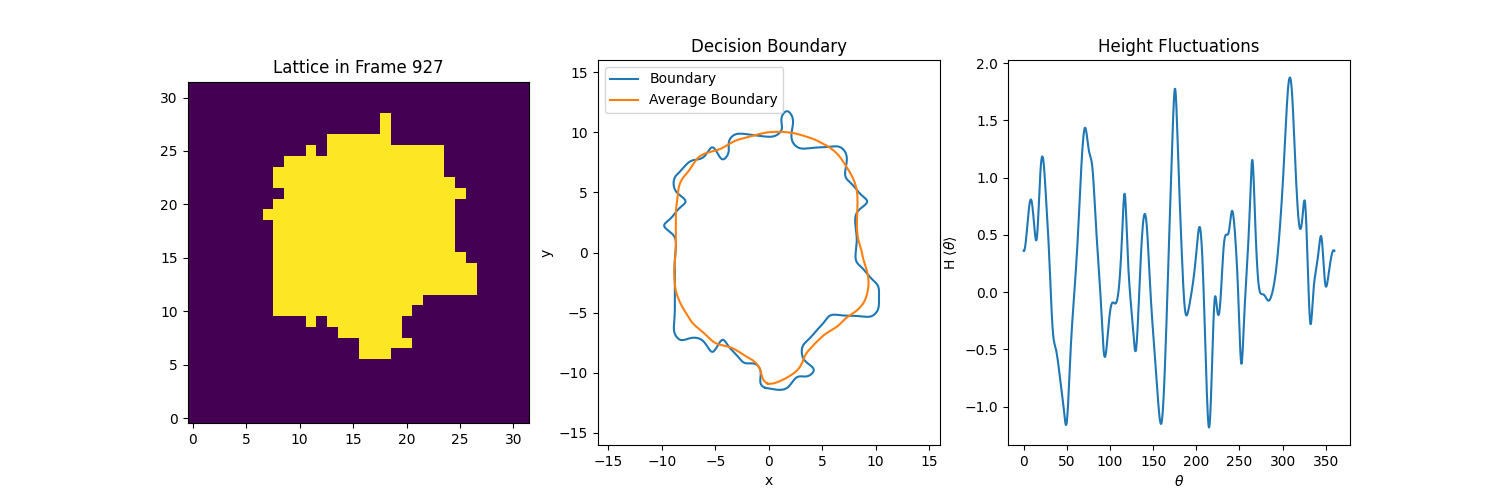 Lattice in Frame 927
30
25
20
15
10
5
0
0 5 10 15 20 25 30
Decision Boundary
Boundary
Average Boundary
15
10
5
0
−5
−10
−15
y
−15 −10 −5 0 5 10 15
x
Height Fluctuations
2.0
1.5
1.0
0.5
0.0
−0.5
−1.0
H ⟨θ⟩
0 50 100 150 200 250 300 350
θ